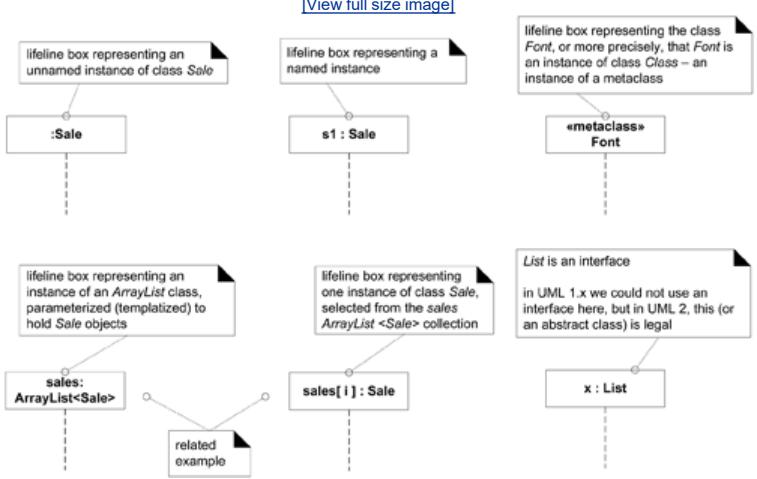 [View full size image]
lifeline box representing an
unnamed instance of class Sale
lifeline box representing a
named instance
lifeline box representing the class
Font, or more precisely, that Font is
an instance of class Class – an
instance of a metaclass
:Sale
s1 : Sale
«metaclass»
Font
lifeline box representing an
instance of an ArrayList class,
parameterized (templatized) to
hold Sale objects
lifeline box representing
one instance of class Sale,
selected from the sales
ArrayList <Sale> collection
List is an interface
in UML 1.x we could not use an
interface here, but in UML 2, this (or
an abstract class) is legal
sales:
ArrayList<Sale>
sales[ i ] : Sale
x : List
related
example